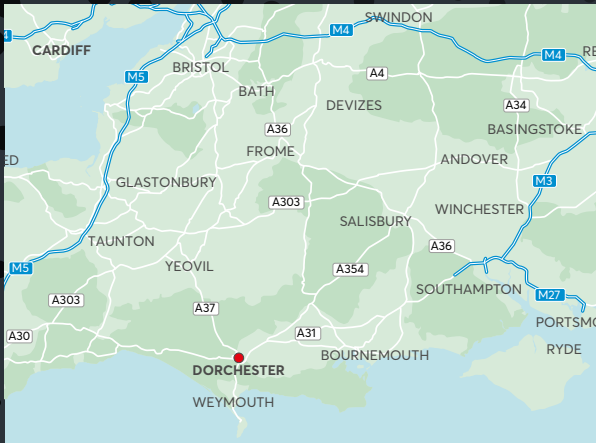 SWINDON
M4
4
CARDIFF
M4
RE
BRISTOL
M5
A4
BATH
DEVIZES
A34
A36
BASINGSTOKE
FROME
ED
ANDOVER
GLASTONBURY
M3
A303
SALISBURY
WINCHESTER
TAUNTON
A36
YEOVIL
M5
A354
SOUTHAMPTON
A303
M27
A37
PORTSMO
A30
A31
RYDE
BOURNEMOUTH
DORCHESTER
WEYMOUTH